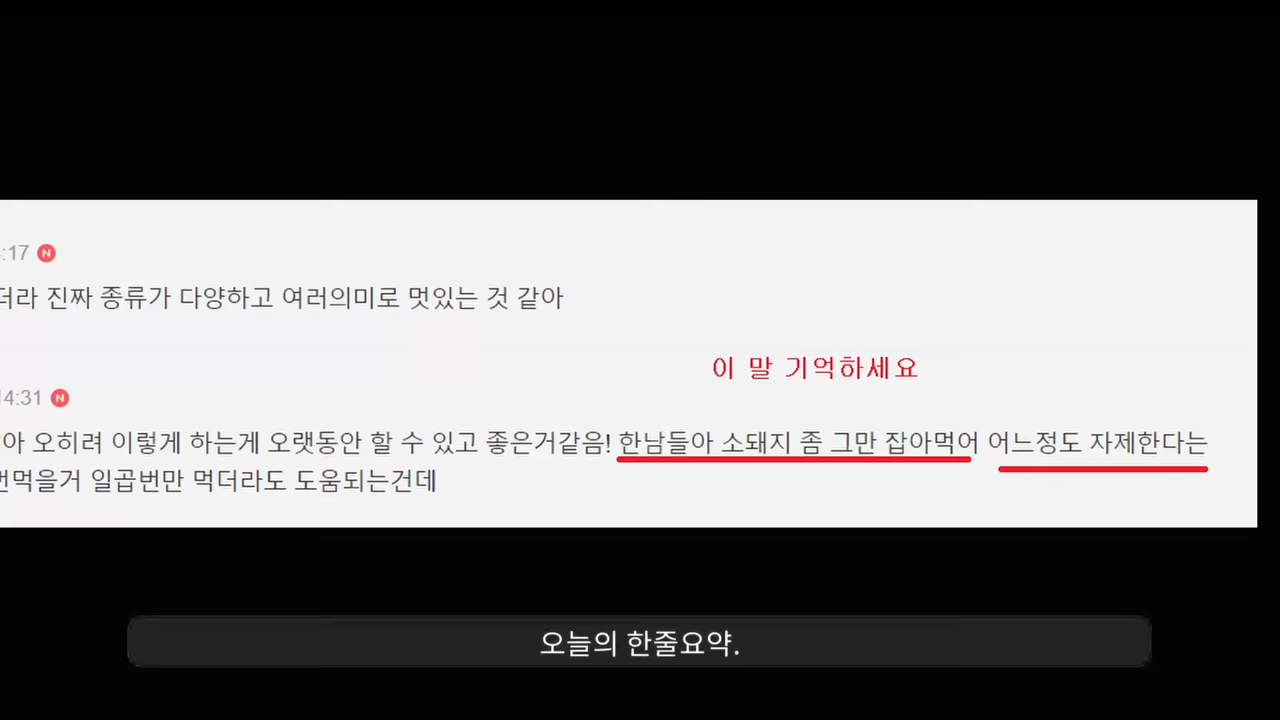 :17 N
더라 진짜 종류가 다양하고 여러의미로 멋있는 것 같아
이 말 기억하세요
14:31 N
아 오히려 이렇게 하는게 오랫동안 할 수 있고 좋은거같음! 한남들아 소돼지 좀 그만 잡아먹어 어느정도 자제한다는
번먹을거 일곱번만 먹더라도 도움되는건데
오늘의 한줄요약.